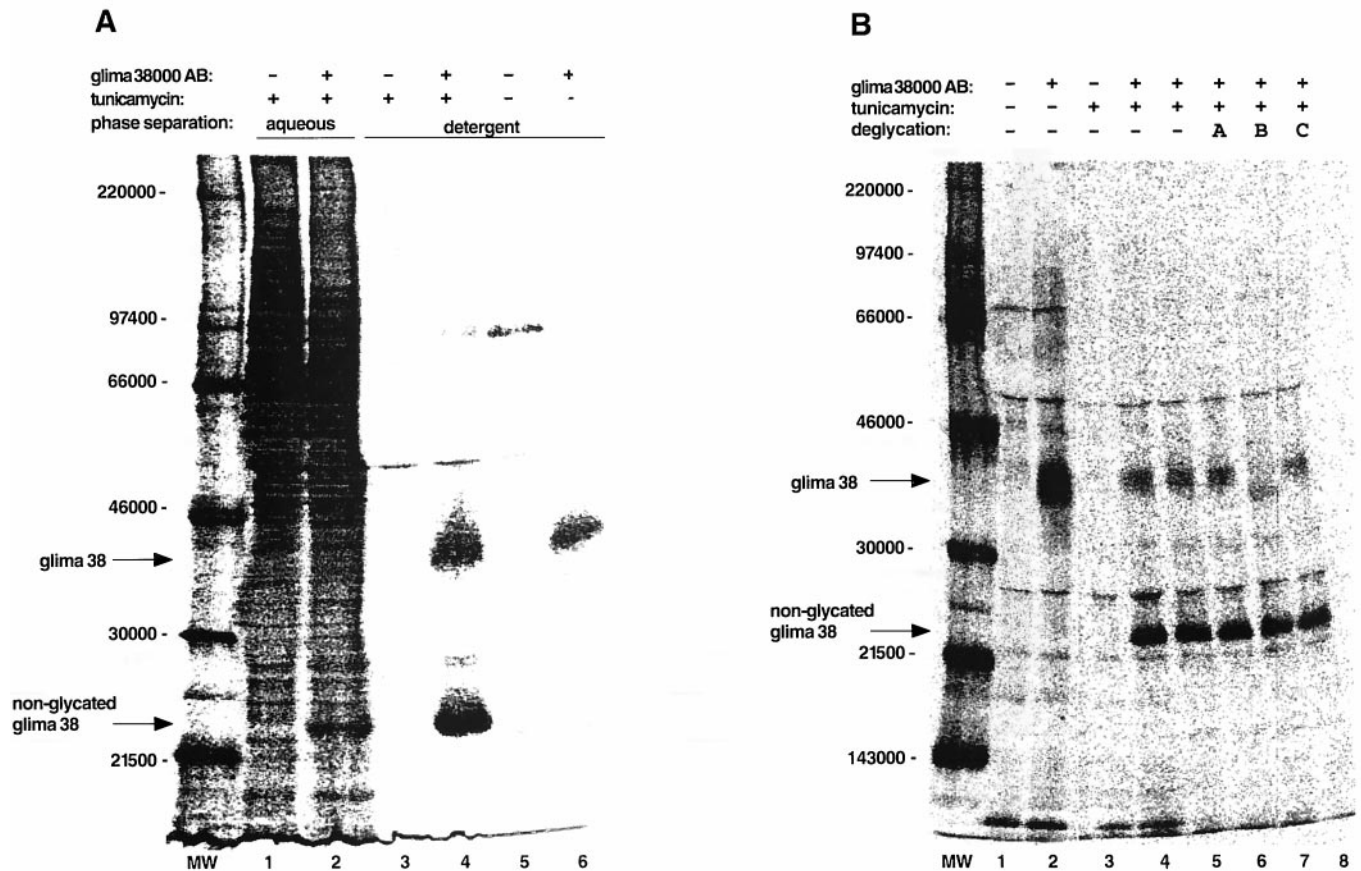 A
glima 38000 AB: - + - + - +
tunicamycin: + + + + - -
phase separation: aqueous detergent
220000 -
97400 -
66000 -
46000 -
glima 38
30000 -
non-glycated
glima 38
21500 -
MW 1 2 3 4 5 6
B
glima 38000 AB: - + - + + + + +
tunicamycin: - - + + + + + +
deglycation: - - - - - A B C
220000 -
97400 -
66000 -
46000 -
glima 38
30000 -
non-glycated
glima 38
21500 -
143000 -
MW 1 2 3 4 5 6 7 8